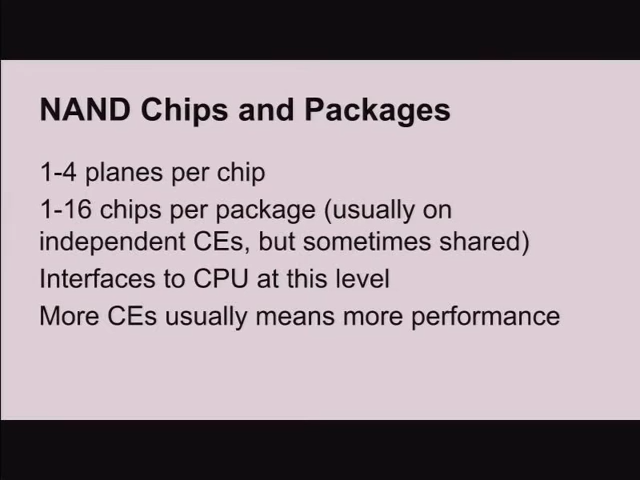 NAND Chips and Packages
1-4 planes per chip
1-16 chips per package (usually on
independent CEs, but sometimes shared)
Interfaces to CPU at this level
More CEs usually means more performance